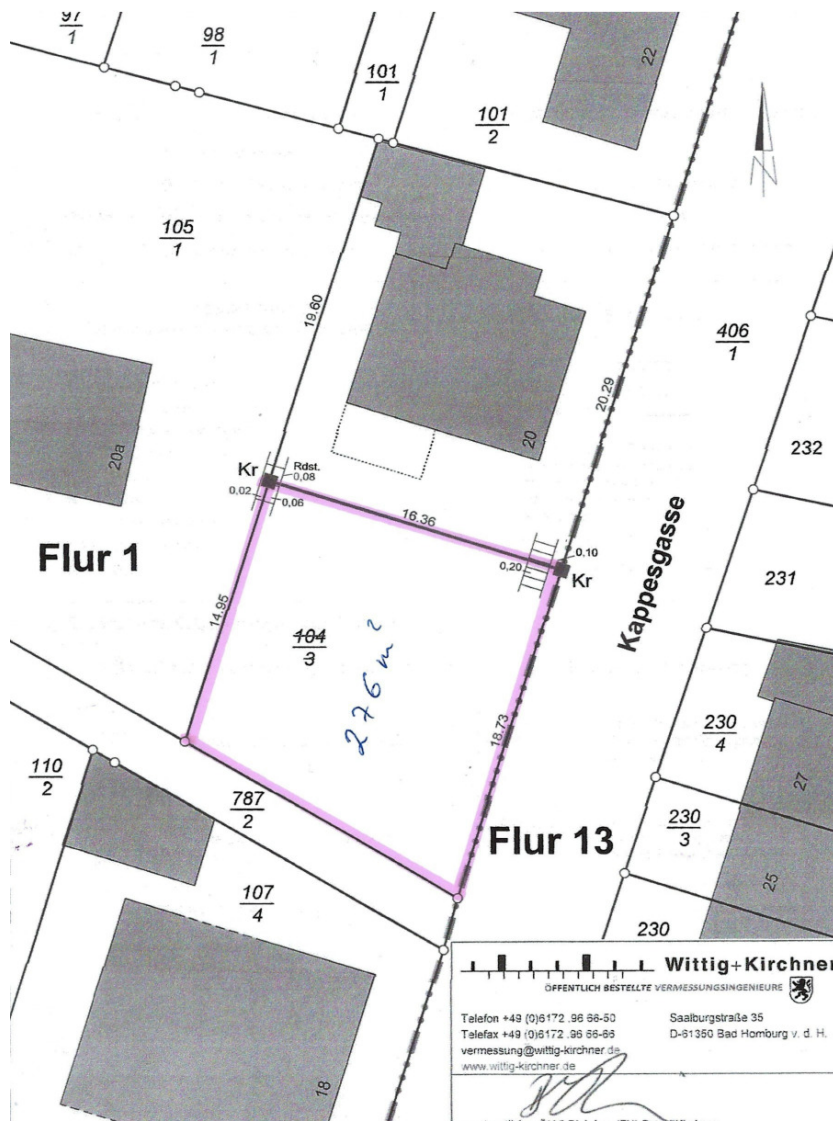 97
1
98
1
101
1
101
2
22
105
1
19.60
406
1
20.29
20
232
20a
Kr
Rdst.
0,08
0,02
0,06
16.36
0,20
0.10
Kr
Flur 1
Kappesgasse
231
14.95
104
3
276 m²
18.73
230
4
27
110
2
787
2
Flur 13
230
3
25
107
4
230
18
Wittig+Kirchner
ÖFFENTLICH BESTELLTE VERMESSUNGSINGENIEURE
Telefon +49 (0)6172 .96 66-50
Saalburgstraße 35
Telefax +49 (0)6172 .96 66-66
D-61350 Bad Homburg v. d. H.
vermessung@wittig-kirchner.de
www.wittig-kirchner.de